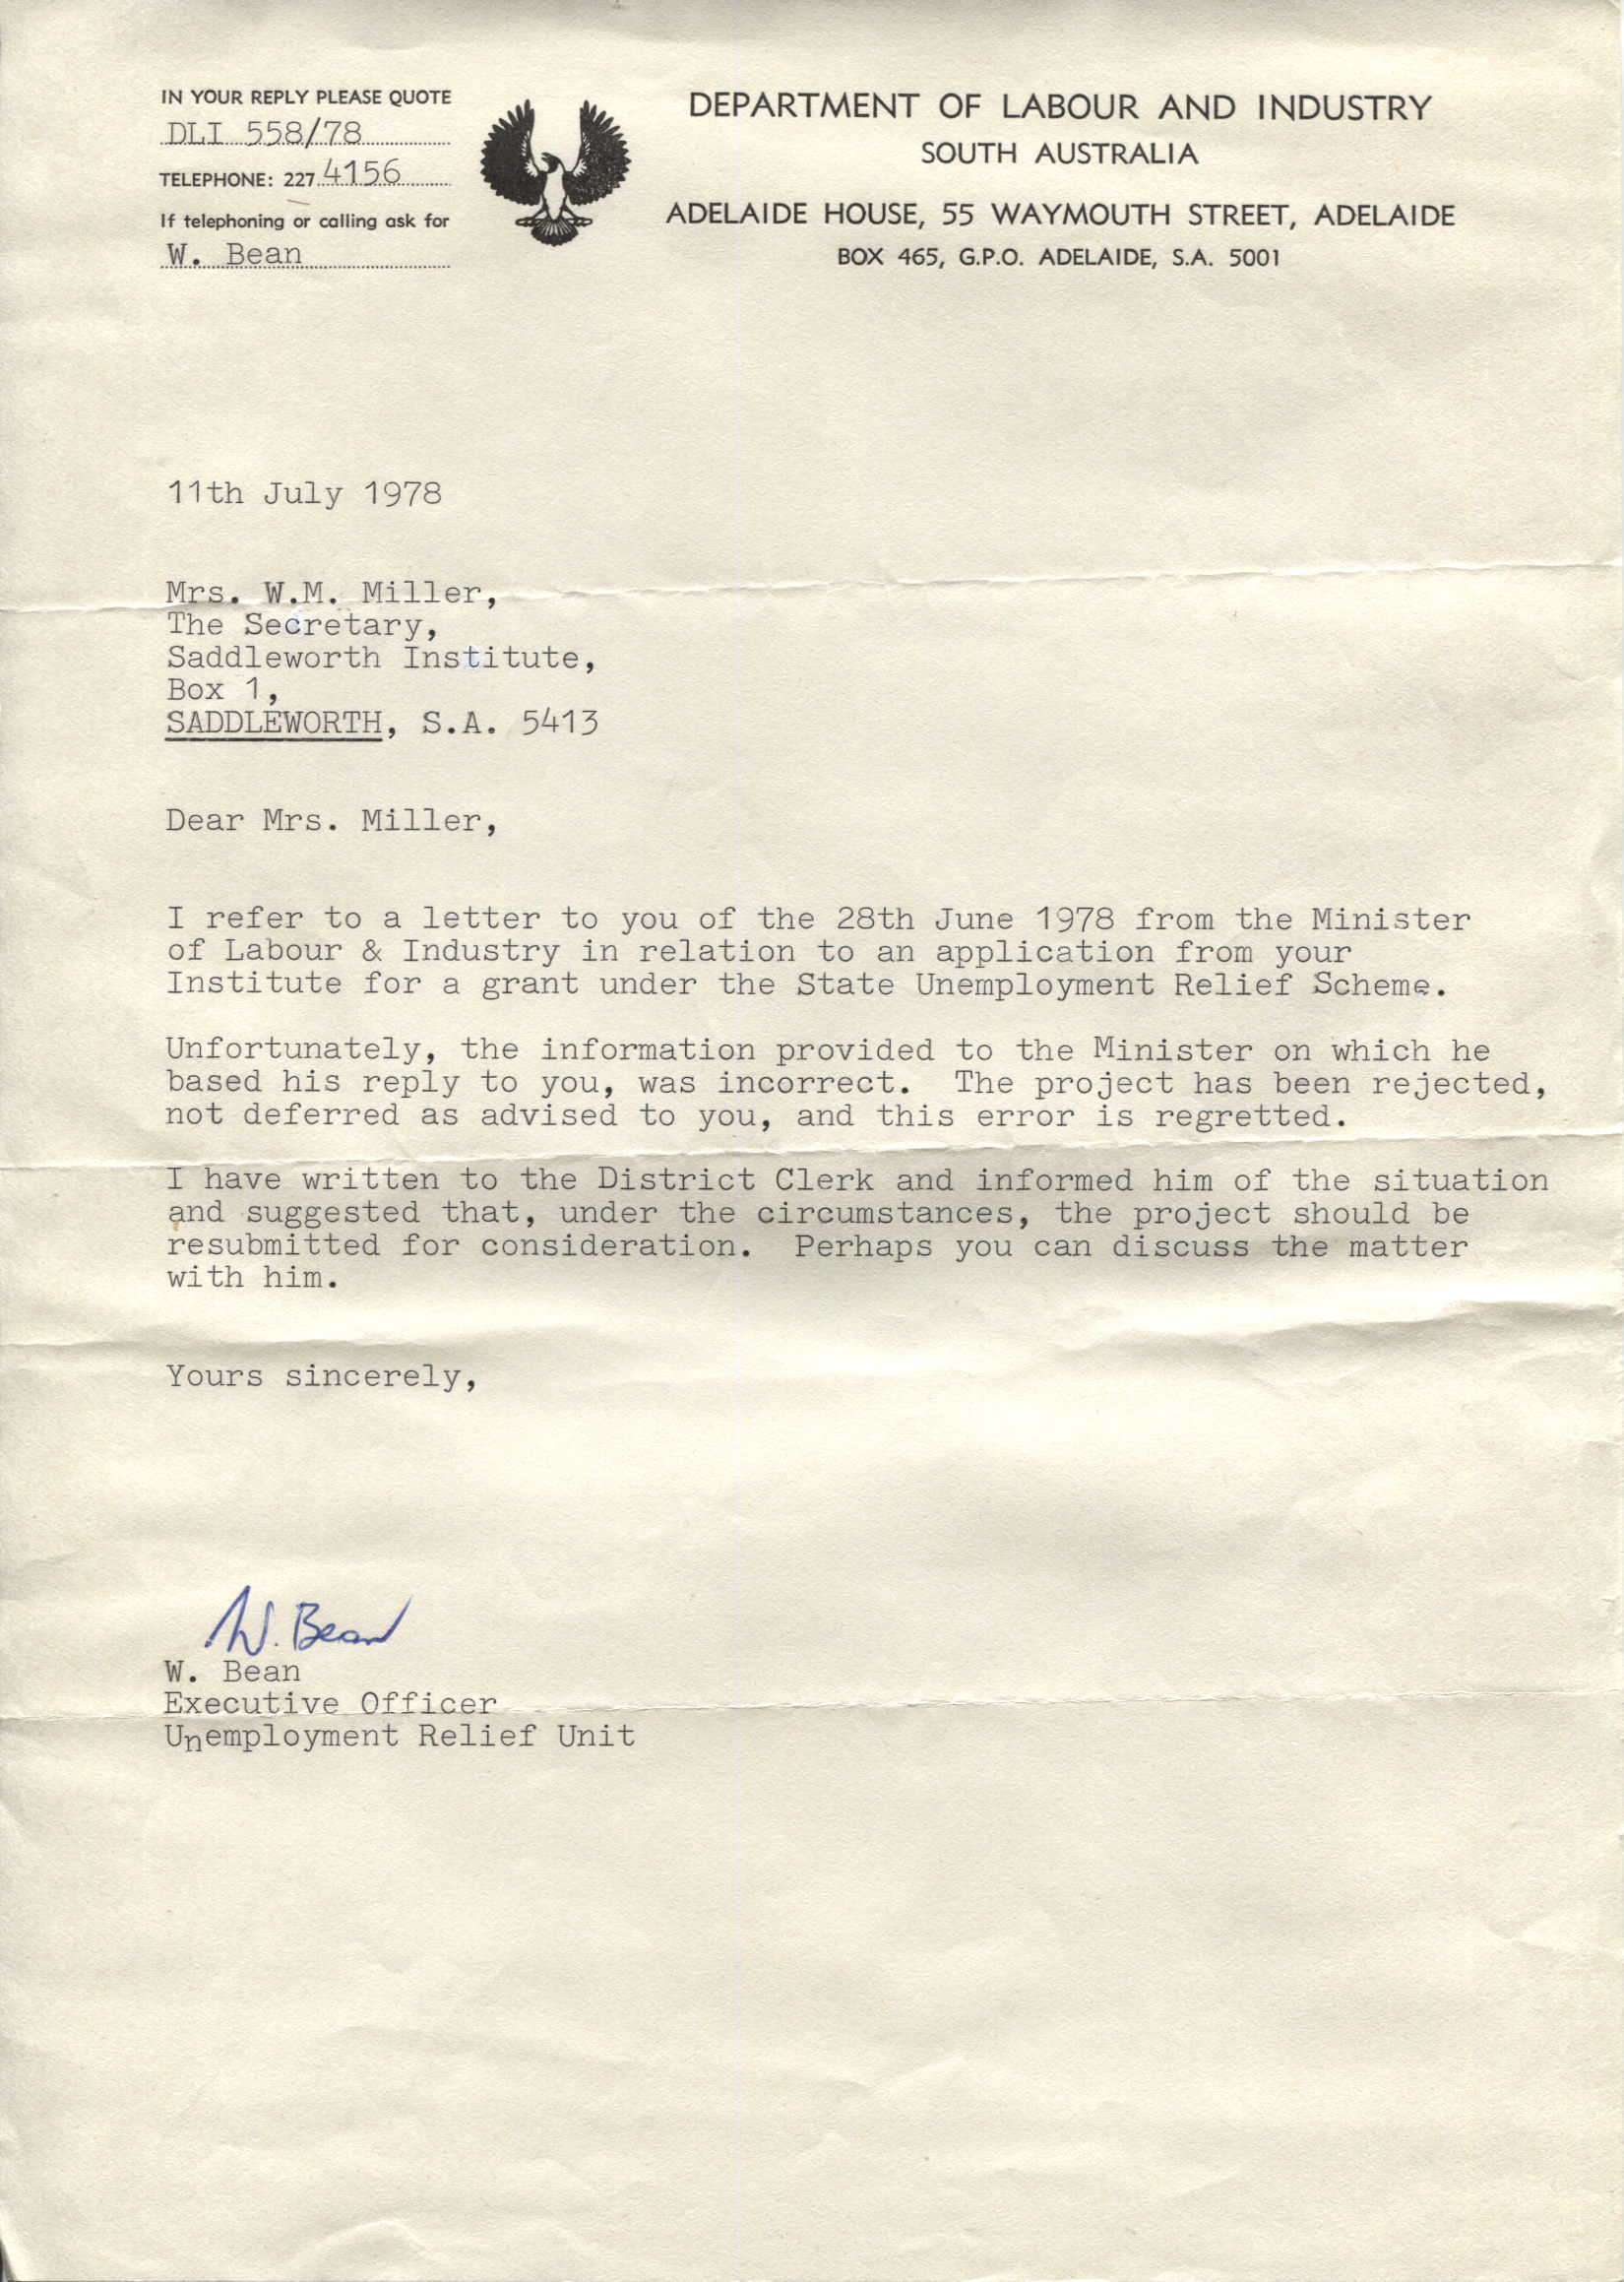 IN YOUR REPLY PLEASE QUOTE
DLI 558/78
TELEPHONE: 227 4156
If telephoning or calling ask for
W. Bean
DEPARTMENT OF LABOUR AND INDUSTRY
SOUTH AUSTRALIA
ADELAIDE HOUSE, 55 WAYMOUTH STREET, ADELAIDE
BOX 465, G.P.O. ADELAIDE, S.A. 5001
11th July 1978
Mrs. W.M. Miller,
The Secretary,
Saddleworth Institute,
Box 1,
SADDLEWORTH, S.A. 5413
Dear Mrs. Miller,
I refer to a letter to you of the 28th June 1978 from the Minister
of Labour & Industry in relation to an application from your
Institute for a grant under the State Unemployment Relief Scheme.
Unfortunately, the information provided to the Minister on which he
based his reply to you, was incorrect. The project has been rejected,
not deferred as advised to you, and this error is regretted.
I have written to the District Clerk and informed him of the situation
and suggested that, under the circumstances, the project should be
resubmitted for consideration. Perhaps you can discuss the matter
with him.
Yours sincerely,
W. Bean
W. Bean
Executive Officer
Unemployment Relief Unit